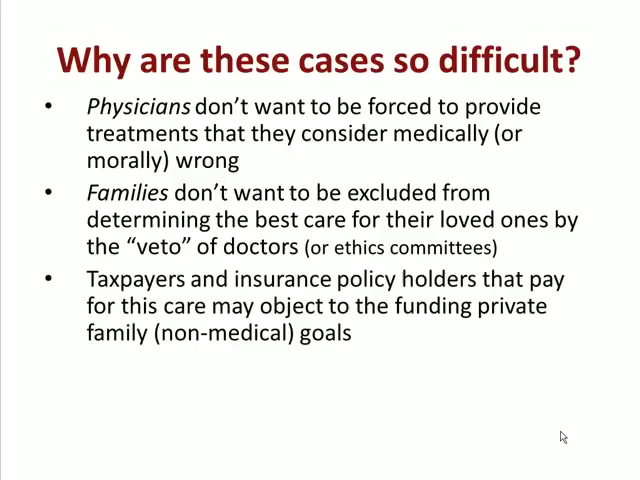 Why are these cases so difficult?
• Physicians don’t want to be forced to provide
treatments that they consider medically (or
morally) wrong
• Families don’t want to be excluded from
determining the best care for their loved ones by
the “veto” of doctors (or ethics committees)
• Taxpayers and insurance policy holders that pay
for this care may object to the funding private
family (non-medical) goals